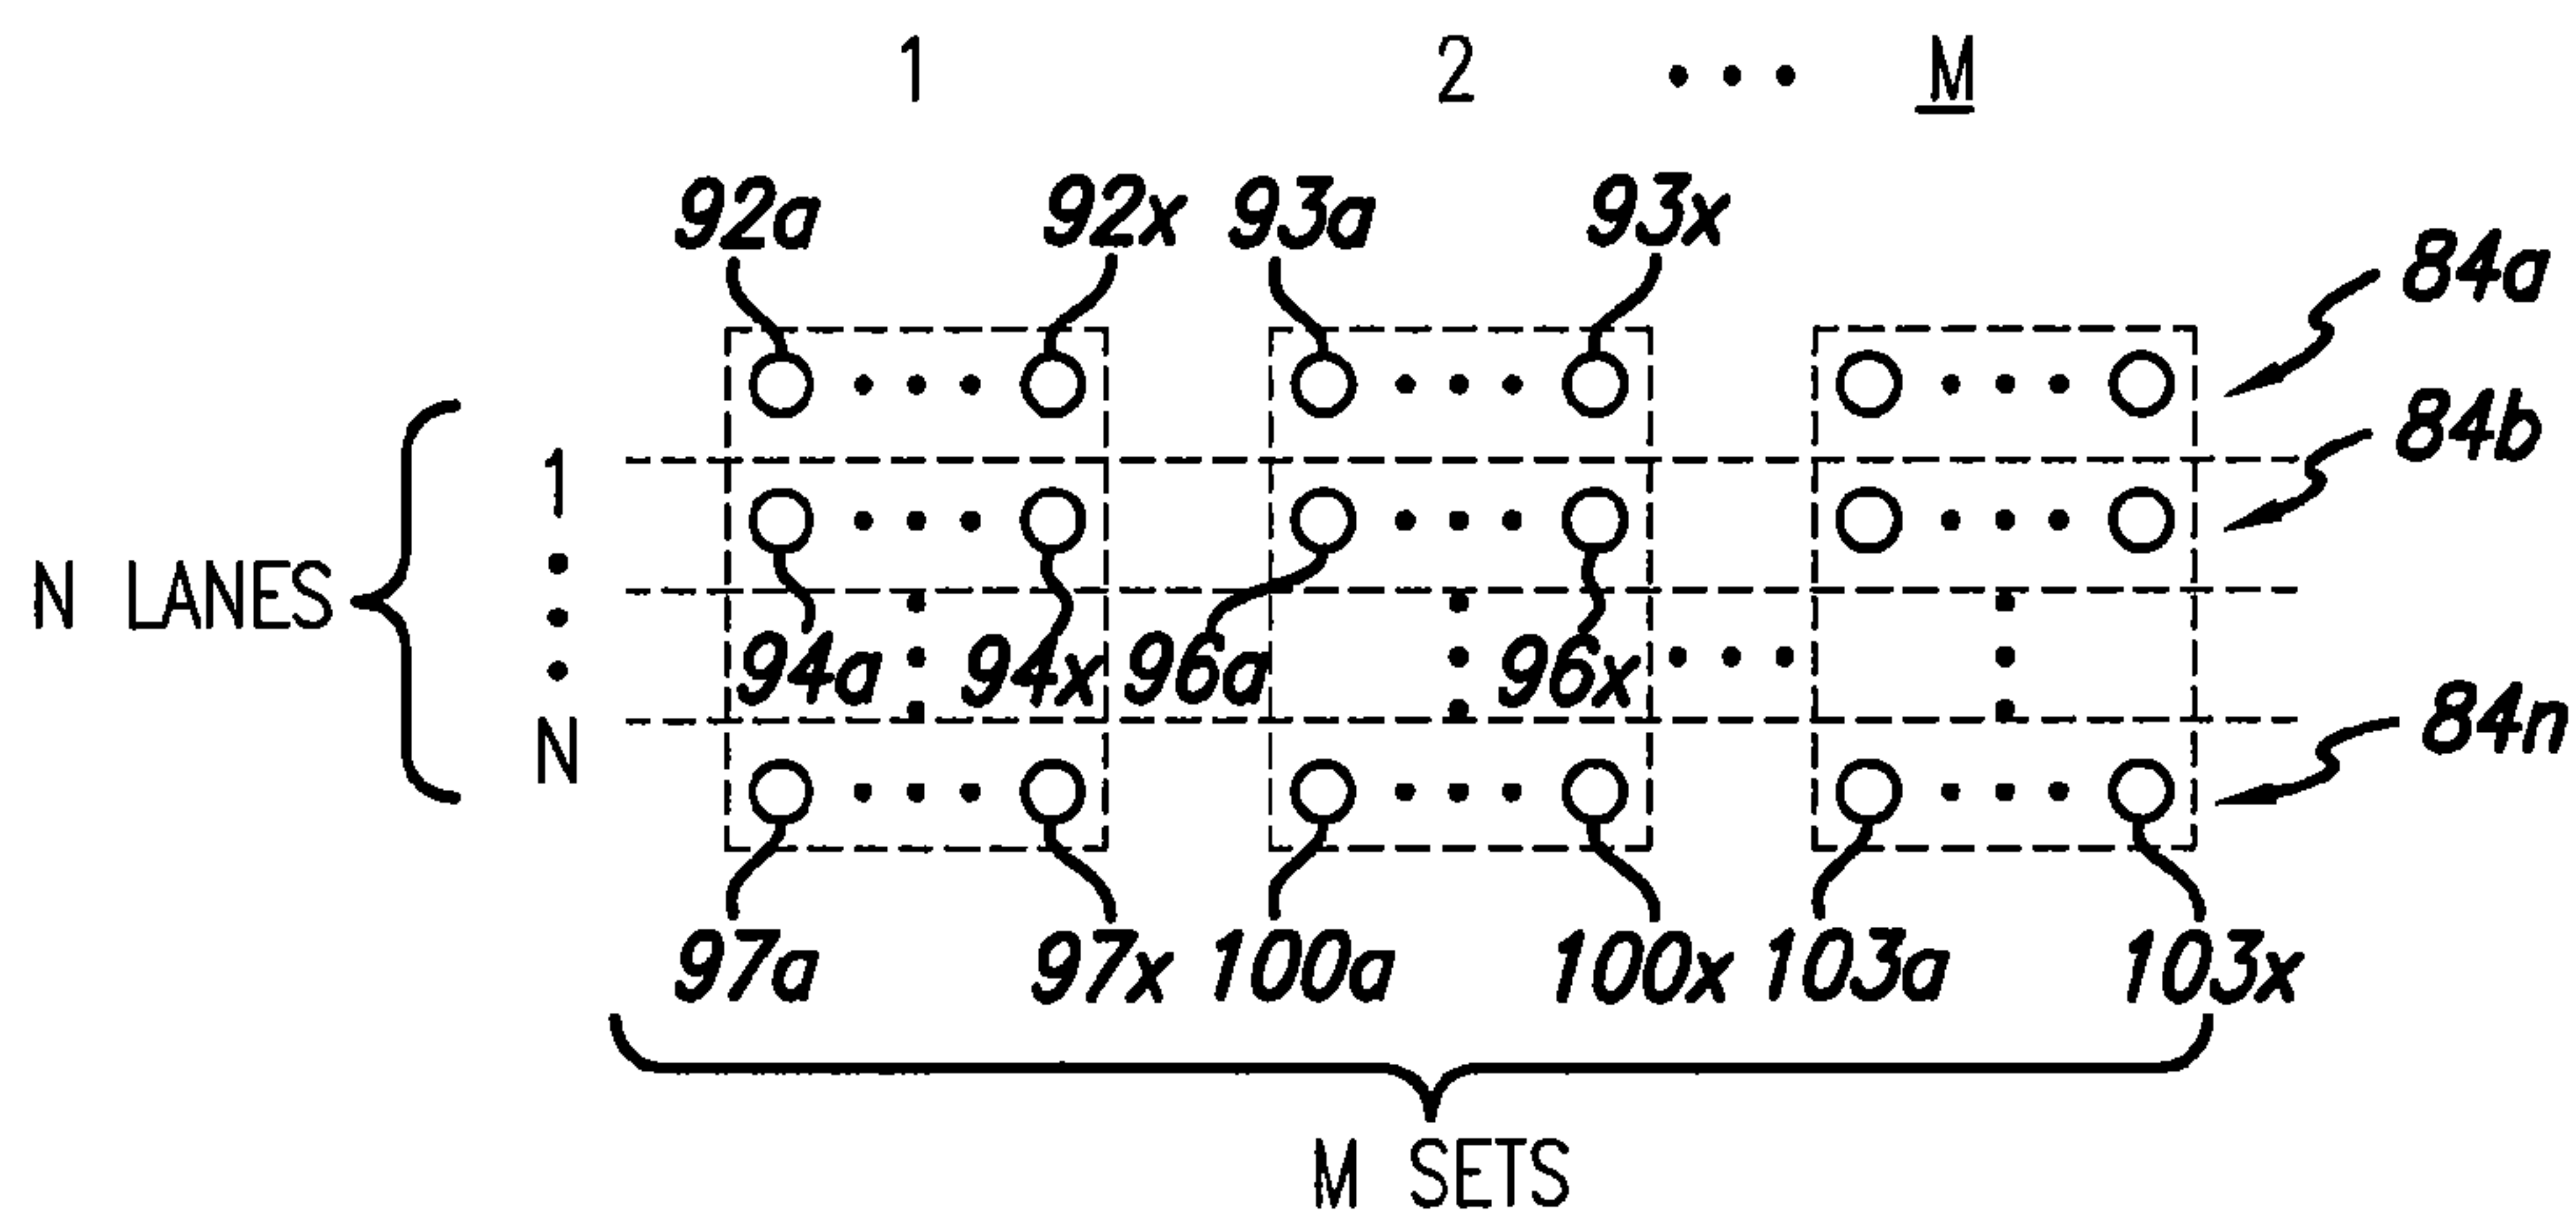 1 2 ... M
92a 92x 93a 93x
84a
84b
1
N LANES
94a 94x 96a 96x ...
84n
N
97a 97x 100a 100x 103a 103x
M SETS